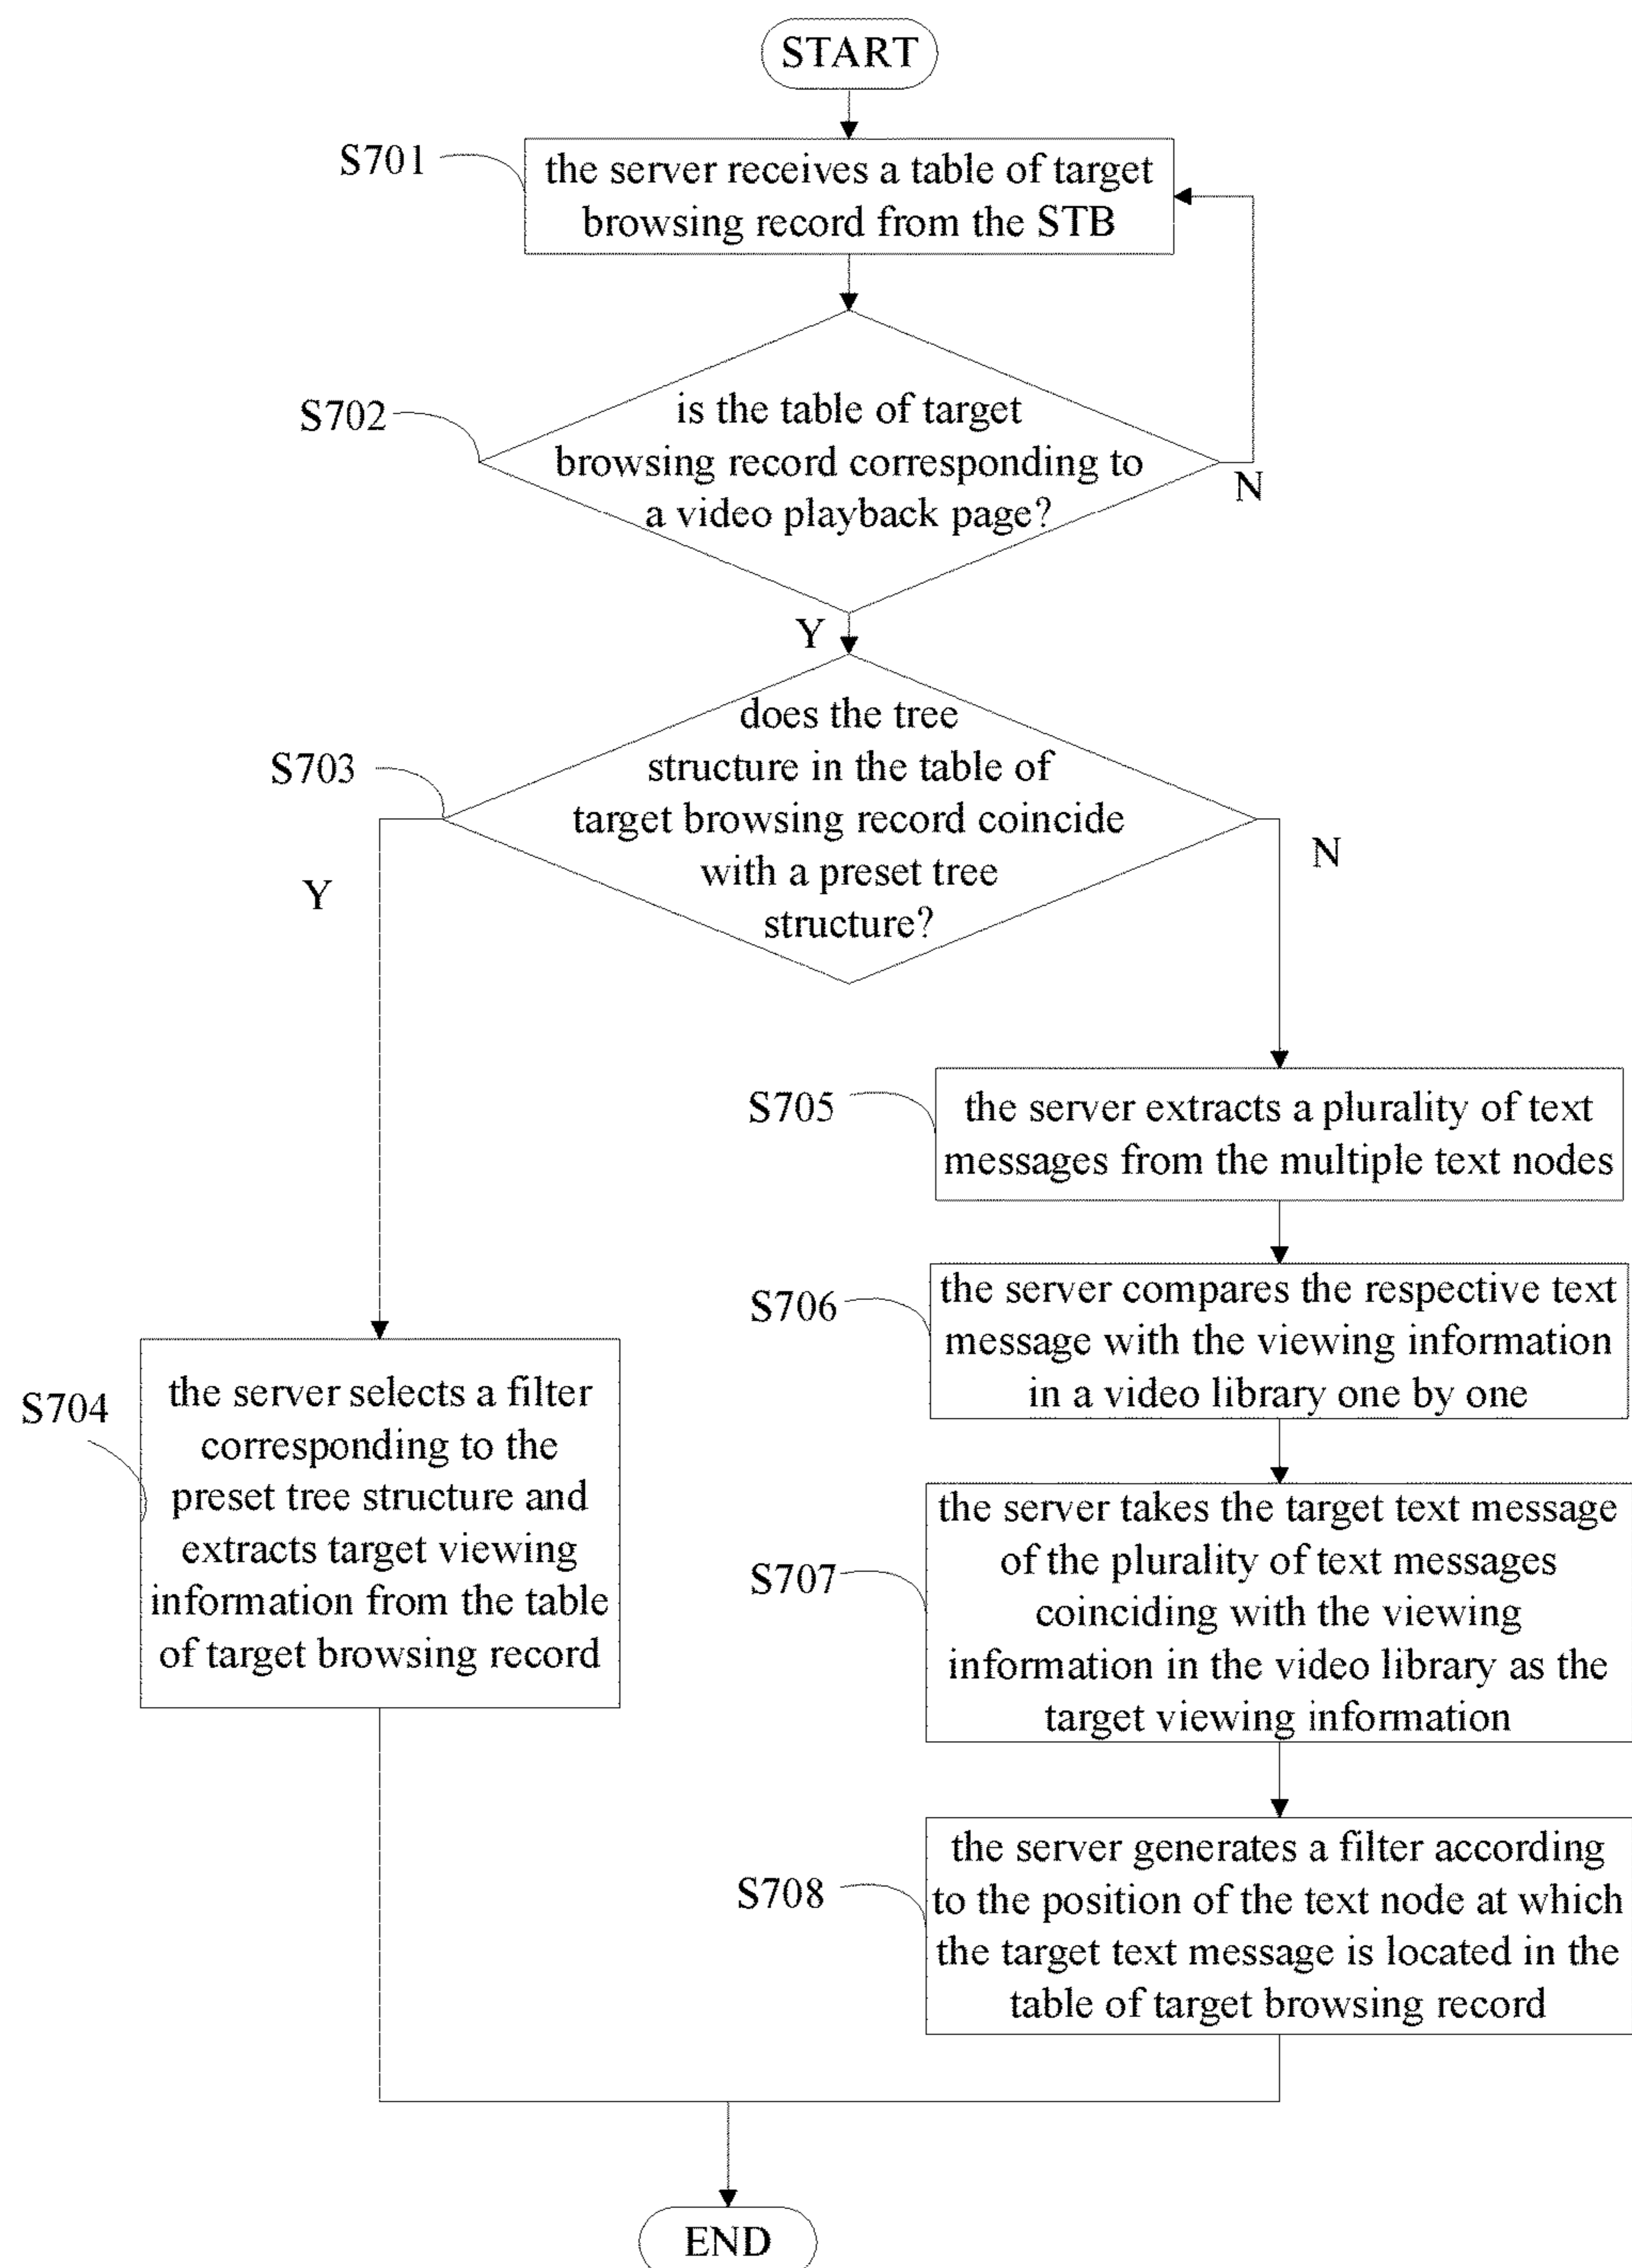 START
S701
the server receives a table of target
browsing record from the STB
S702
is the table of target
browsing record corresponding to
a video playback page?
N
Y
S703
does the tree
structure in the table of
target browsing record coincide
with a preset tree
structure?
Y
N
S704
the server selects a filter
corresponding to the
preset tree structure and
extracts target viewing
information from the table
of target browsing record
S705
the server extracts a plurality of text
messages from the multiple text nodes
S706
the server compares the respective text
message with the viewing information
in a video library one by one
S707
the server takes the target text message
of the plurality of text messages
coinciding with the viewing
information in the video library as the
target viewing information
S708
the server generates a filter according
to the position of the text node at which
the target text message is located in the
table of target browsing record
END